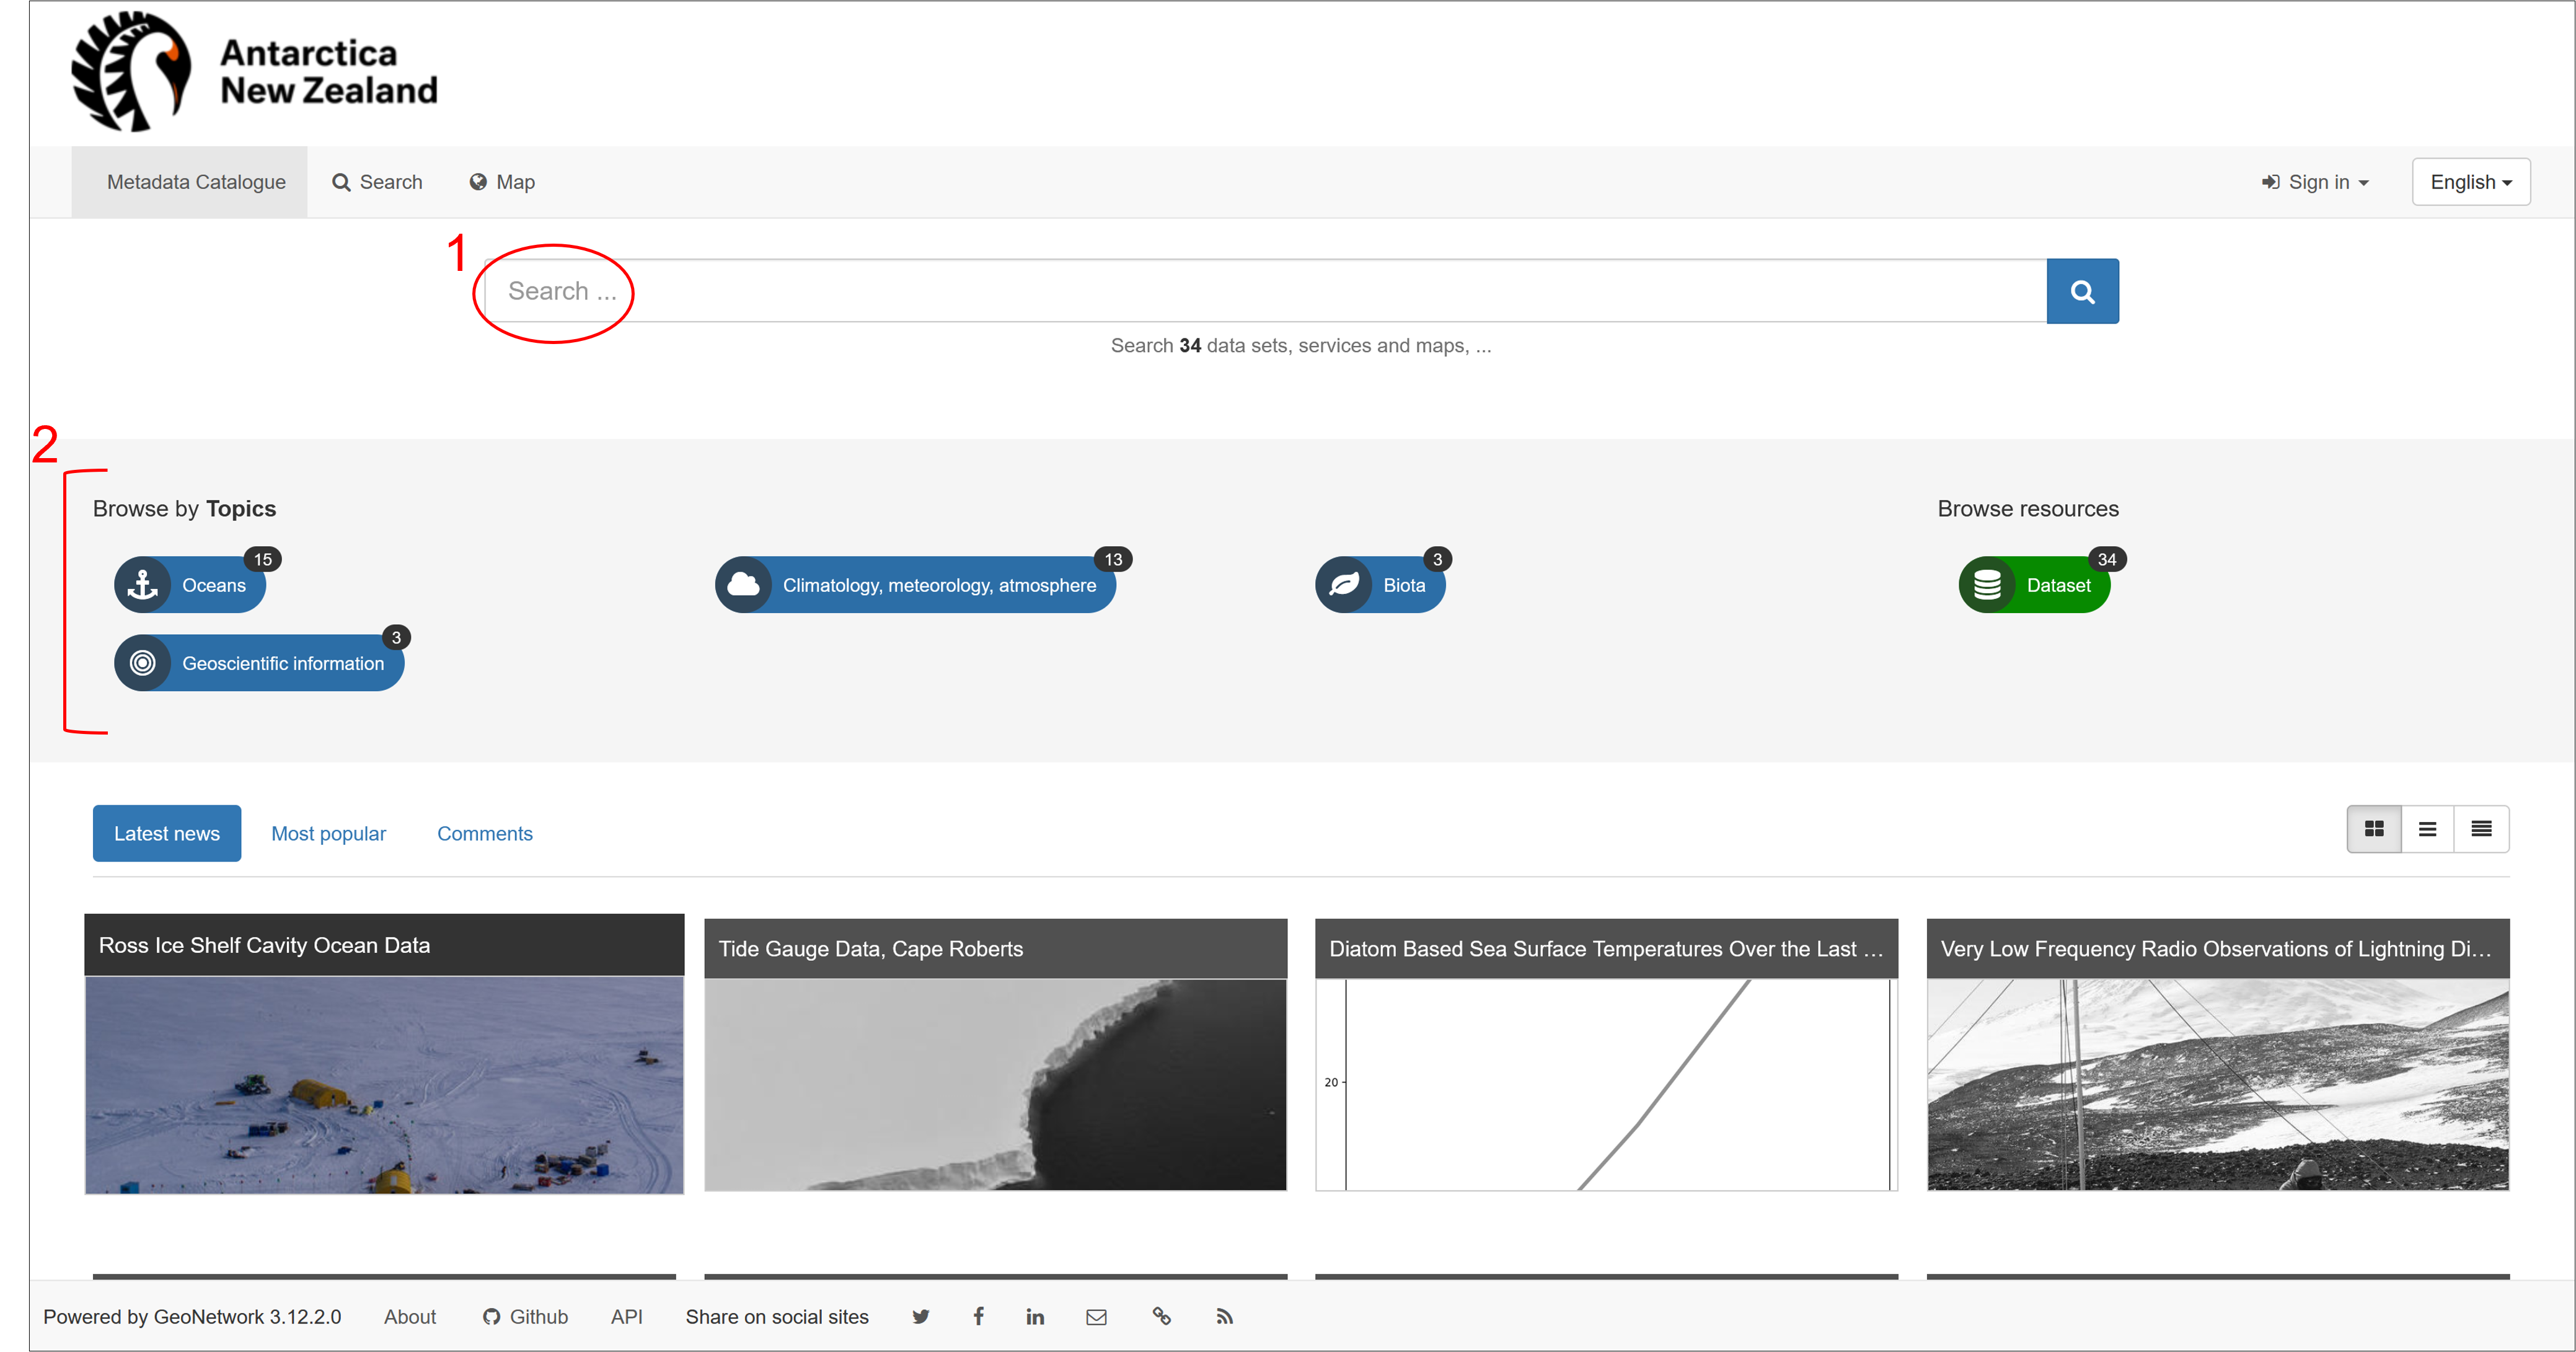 Antarctica
New Zealand
Metadata Catalogue Search Map Sign in English
1
Search ...
Search 34 data sets, services and maps, ...
2
Browse by Topics Browse resources
15 13 3 34
Oceans Climatology, meteorology, atmosphere Biota Dataset
3
Geoscientific information
Latest news Most popular Comments
Ross Ice Shelf Cavity Ocean Data
Tide Gauge Data, Cape Roberts
Diatom Based Sea Surface Temperatures Over the Last ...
Very Low Frequency Radio Observations of Lightning Di...
20
Powered by GeoNetwork 3.12.2.0 About Github API Share on social sites